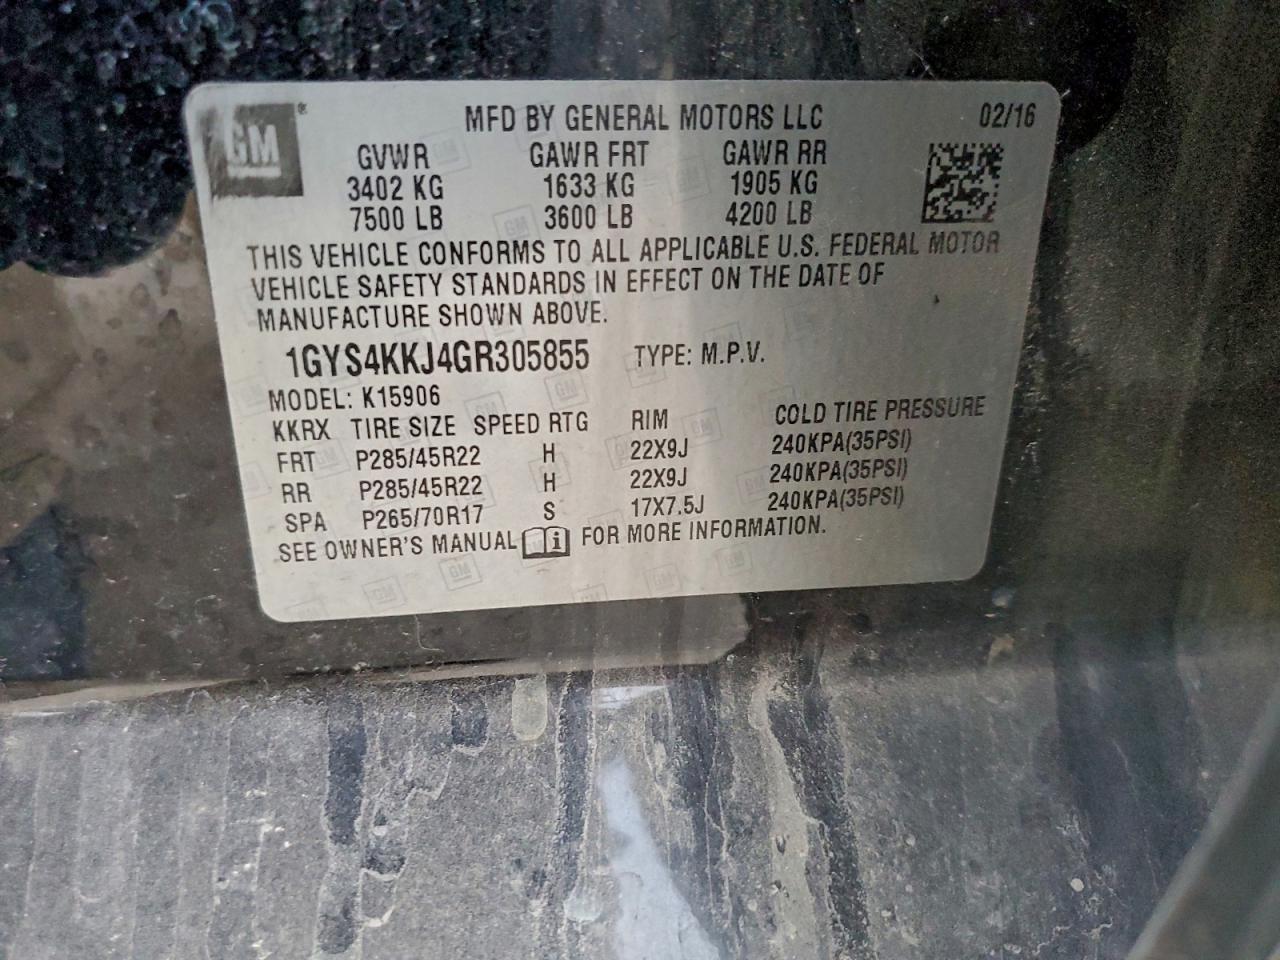 GM®
MFD BY GENERAL MOTORS LLC 02/16
GVWR GAWR FRT GAWR RR
3402 KG 1633 KG 1905 KG
7500 LB 3600 LB 4200 LB
THIS VEHICLE CONFORMS TO ALL APPLICABLE U.S. FEDERAL MOTOR
VEHICLE SAFETY STANDARDS IN EFFECT ON THE DATE OF
MANUFACTURE SHOWN ABOVE.
1GYS4KKJ4GR305855 TYPE: M.P.V.
MODEL: K15906
KKRX TIRE SIZE SPEED RTG RIM COLD TIRE PRESSURE
FRT P285/45R22 H 22X9J 240KPA(35PSI)
RR P285/45R22 H 22X9J 240KPA(35PSI)
SPA P265/70R17 S 17X7.5J 240KPA(35PSI)
SEE OWNER'S MANUAL i FOR MORE INFORMATION.